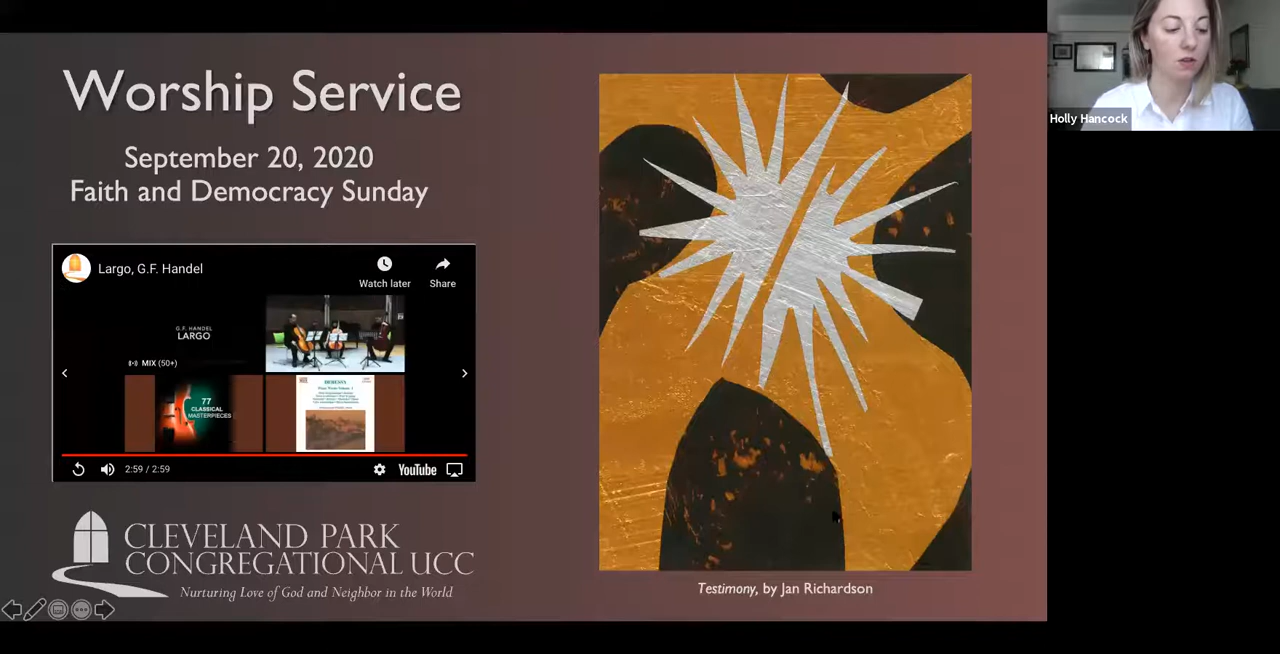 Worship Service
September 20, 2020
Faith and Democracy Sunday
Largo, G.F. Handel
Watch later
Share
G.F. HANDEL
LARGO
MIX (50+)
77
CLASSICAL
MASTERPIECES
DEBUSSY
2:59 / 2:59
YouTube
CLEVELAND PARK
CONGREGATIONAL UCC
Nurturing Love of God and Neighbor in the World
Testimony, by Jan Richardson
Holly Hancock